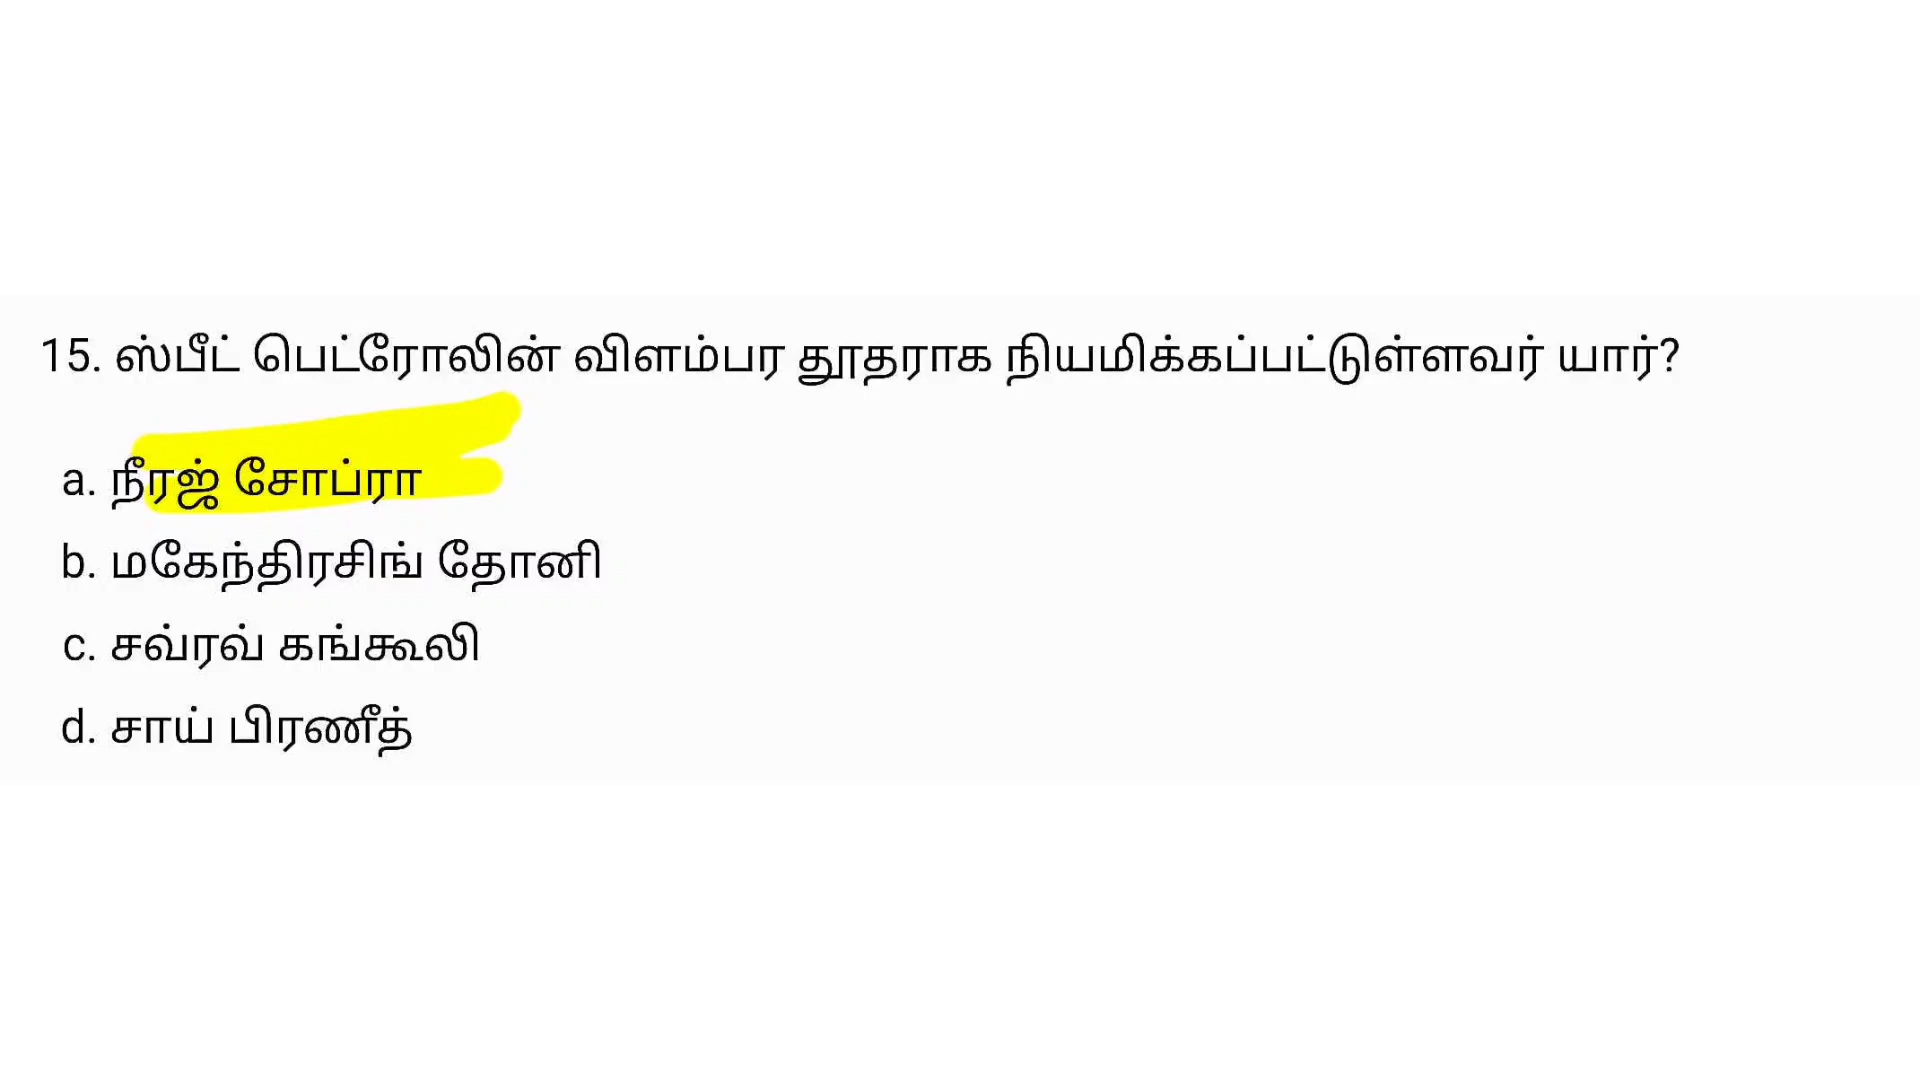 15. ஸ்பீட் பெட்ரோலின் விளம்பர தூதராக நியமிக்கப்பட்டுள்ளவர் யார்?
a. நீரஜ் சோப்ரா
b. மகேந்திரசிங் தோனி
c. சவ்ரவ் கங்கூலி
d. சாய் பிரணீத்